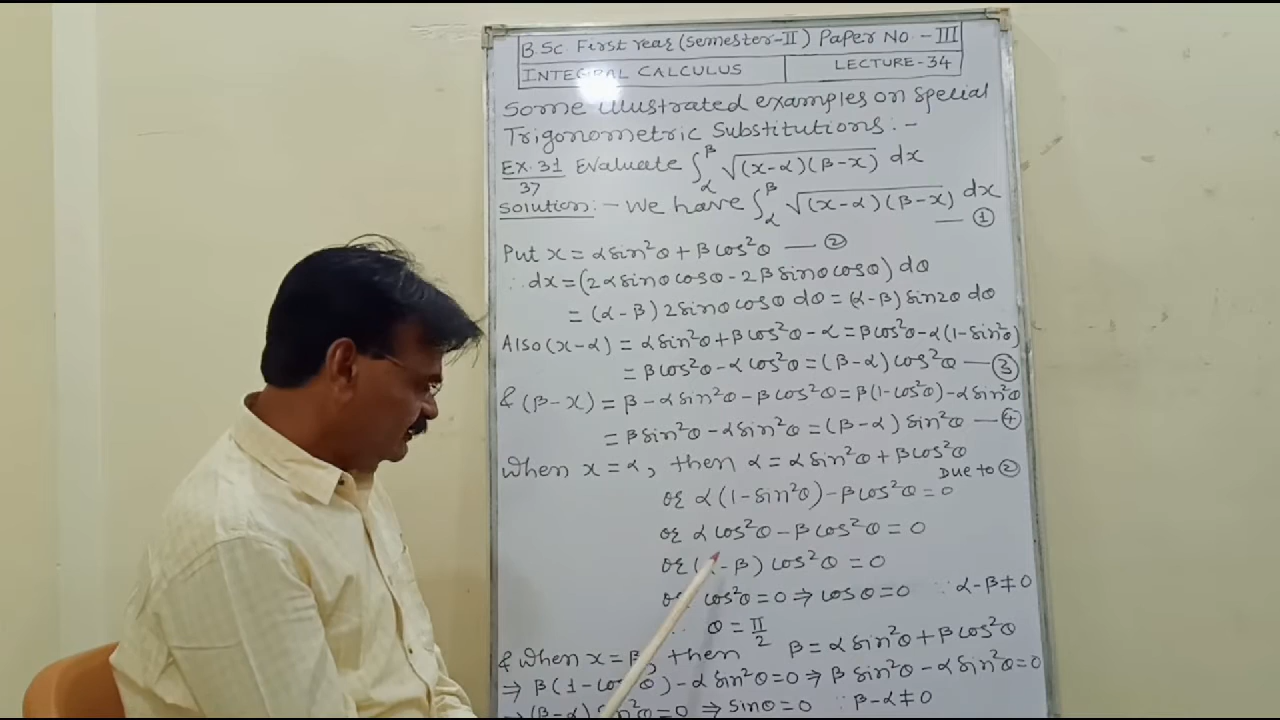 B.Sc. First Year (Semester-II) Paper No.-III
INTEGRAL CALCULUS LECTURE-34
Some illustrated examples on special
Trigonometric Substitutions:-
Ex.31/37 Evaluate ∫_α^β √(x-α)(β-x) dx
Solution:- We have ∫_α^β √(x-α)(β-x) dx
— ①
Put x = α sin²θ + β cos²θ — ②
∴ dx = (2α sinθ cosθ - 2β sinθ cosθ) dθ
= (α-β) 2 sinθ cosθ dθ = (α-β) sin2θ dθ
Also (x-α) = α sin²θ + β cos²θ - α = β cos²θ - α(1-sin²θ)
= β cos²θ - α cos²θ = (β-α) cos²θ — ③
& (β-x) = β - α sin²θ - β cos²θ = β(1-cos²θ) - α sin²θ
= β sin²θ - α sin²θ = (β-α) sin²θ — ④
When x = α, then α = α sin²θ + β cos²θ
Due to ②
or α(1-sin²θ) - β cos²θ = 0
or α cos²θ - β cos²θ = 0
or (α-β) cos²θ = 0
or cos²θ = 0 ⇒ cosθ = 0 ∵ α-β ≠ 0
∴ θ = π/2
& when x = β, then β = α sin²θ + β cos²θ
⇒ β(1-cos²θ) - α sin²θ = 0 ⇒ β sin²θ - α sin²θ = 0
⇒ (β-α) sin²θ = 0 ⇒ sinθ = 0 ∵ β-α ≠ 0